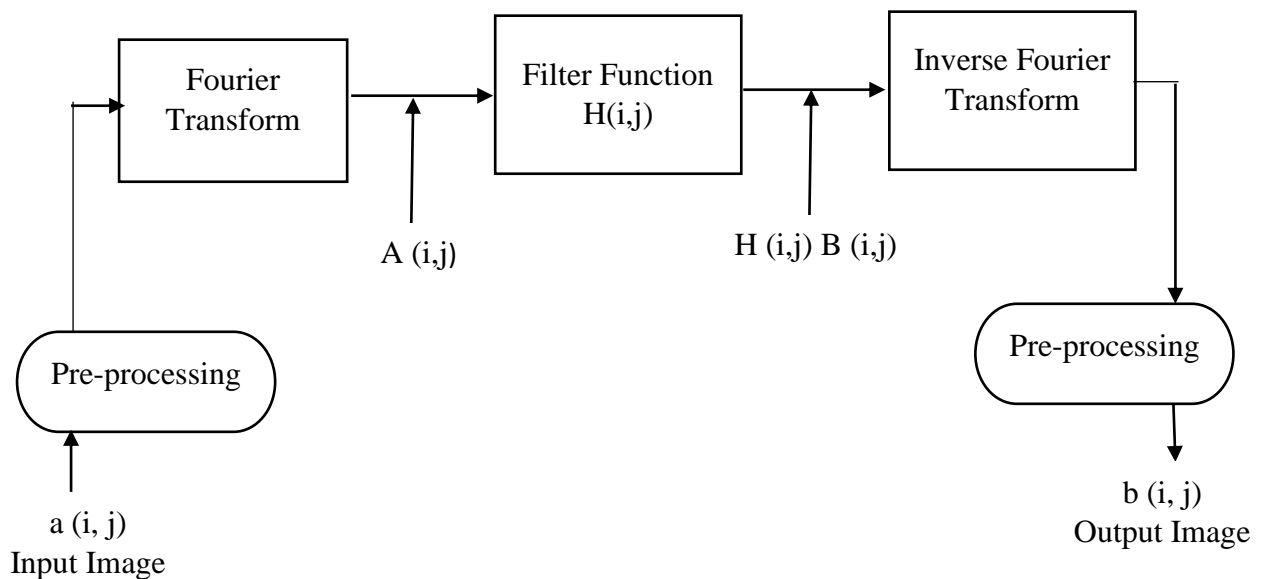 Fourier
Transform
Filter Function
H(i,j)
Inverse Fourier
Transform
A (i,j)
H (i,j) B (i,j)
Pre-processing
Pre-processing
a (i, j)
Input Image
b (i, j)
Output Image